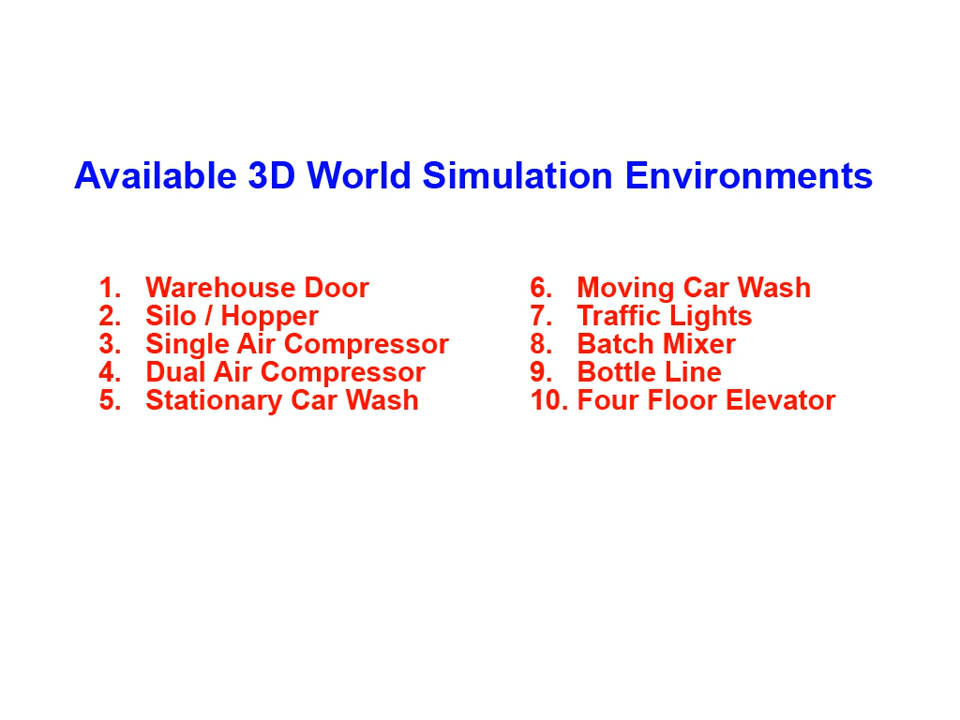 Available 3D World Simulation Environments
1. Warehouse Door
2. Silo / Hopper
3. Single Air Compressor
4. Dual Air Compressor
5. Stationary Car Wash
6. Moving Car Wash
7. Traffic Lights
8. Batch Mixer
9. Bottle Line
10. Four Floor Elevator